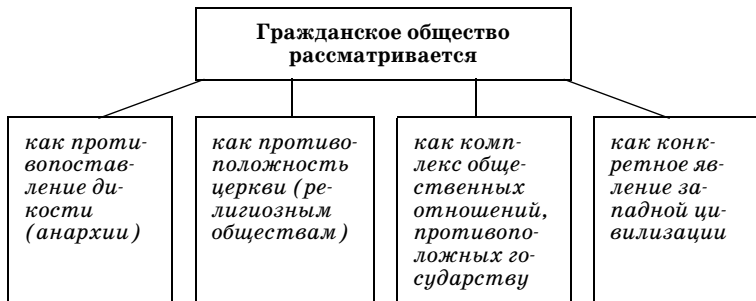 Гражданское общество
рассматривается
как проти-
вопостав-
ление ди-
кости
(анархии)
как противо-
положность
церкви (ре-
лигиозным
обществам)
как комп-
лекс обще-
ственных
отношений,
противопо-
ложных го-
сударству
как конк-
ретное яв-
ление за-
падной ци-
вилизации